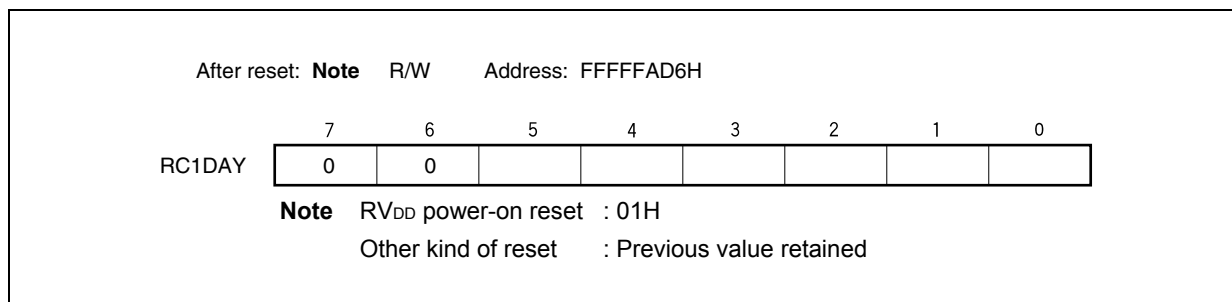 After reset: Note R/W Address: FFFFFAD6H
7 6 5 4 3 2 1 0
RC1DAY 0 0
Note RVDD power-on reset : 01H
Other kind of reset : Previous value retained